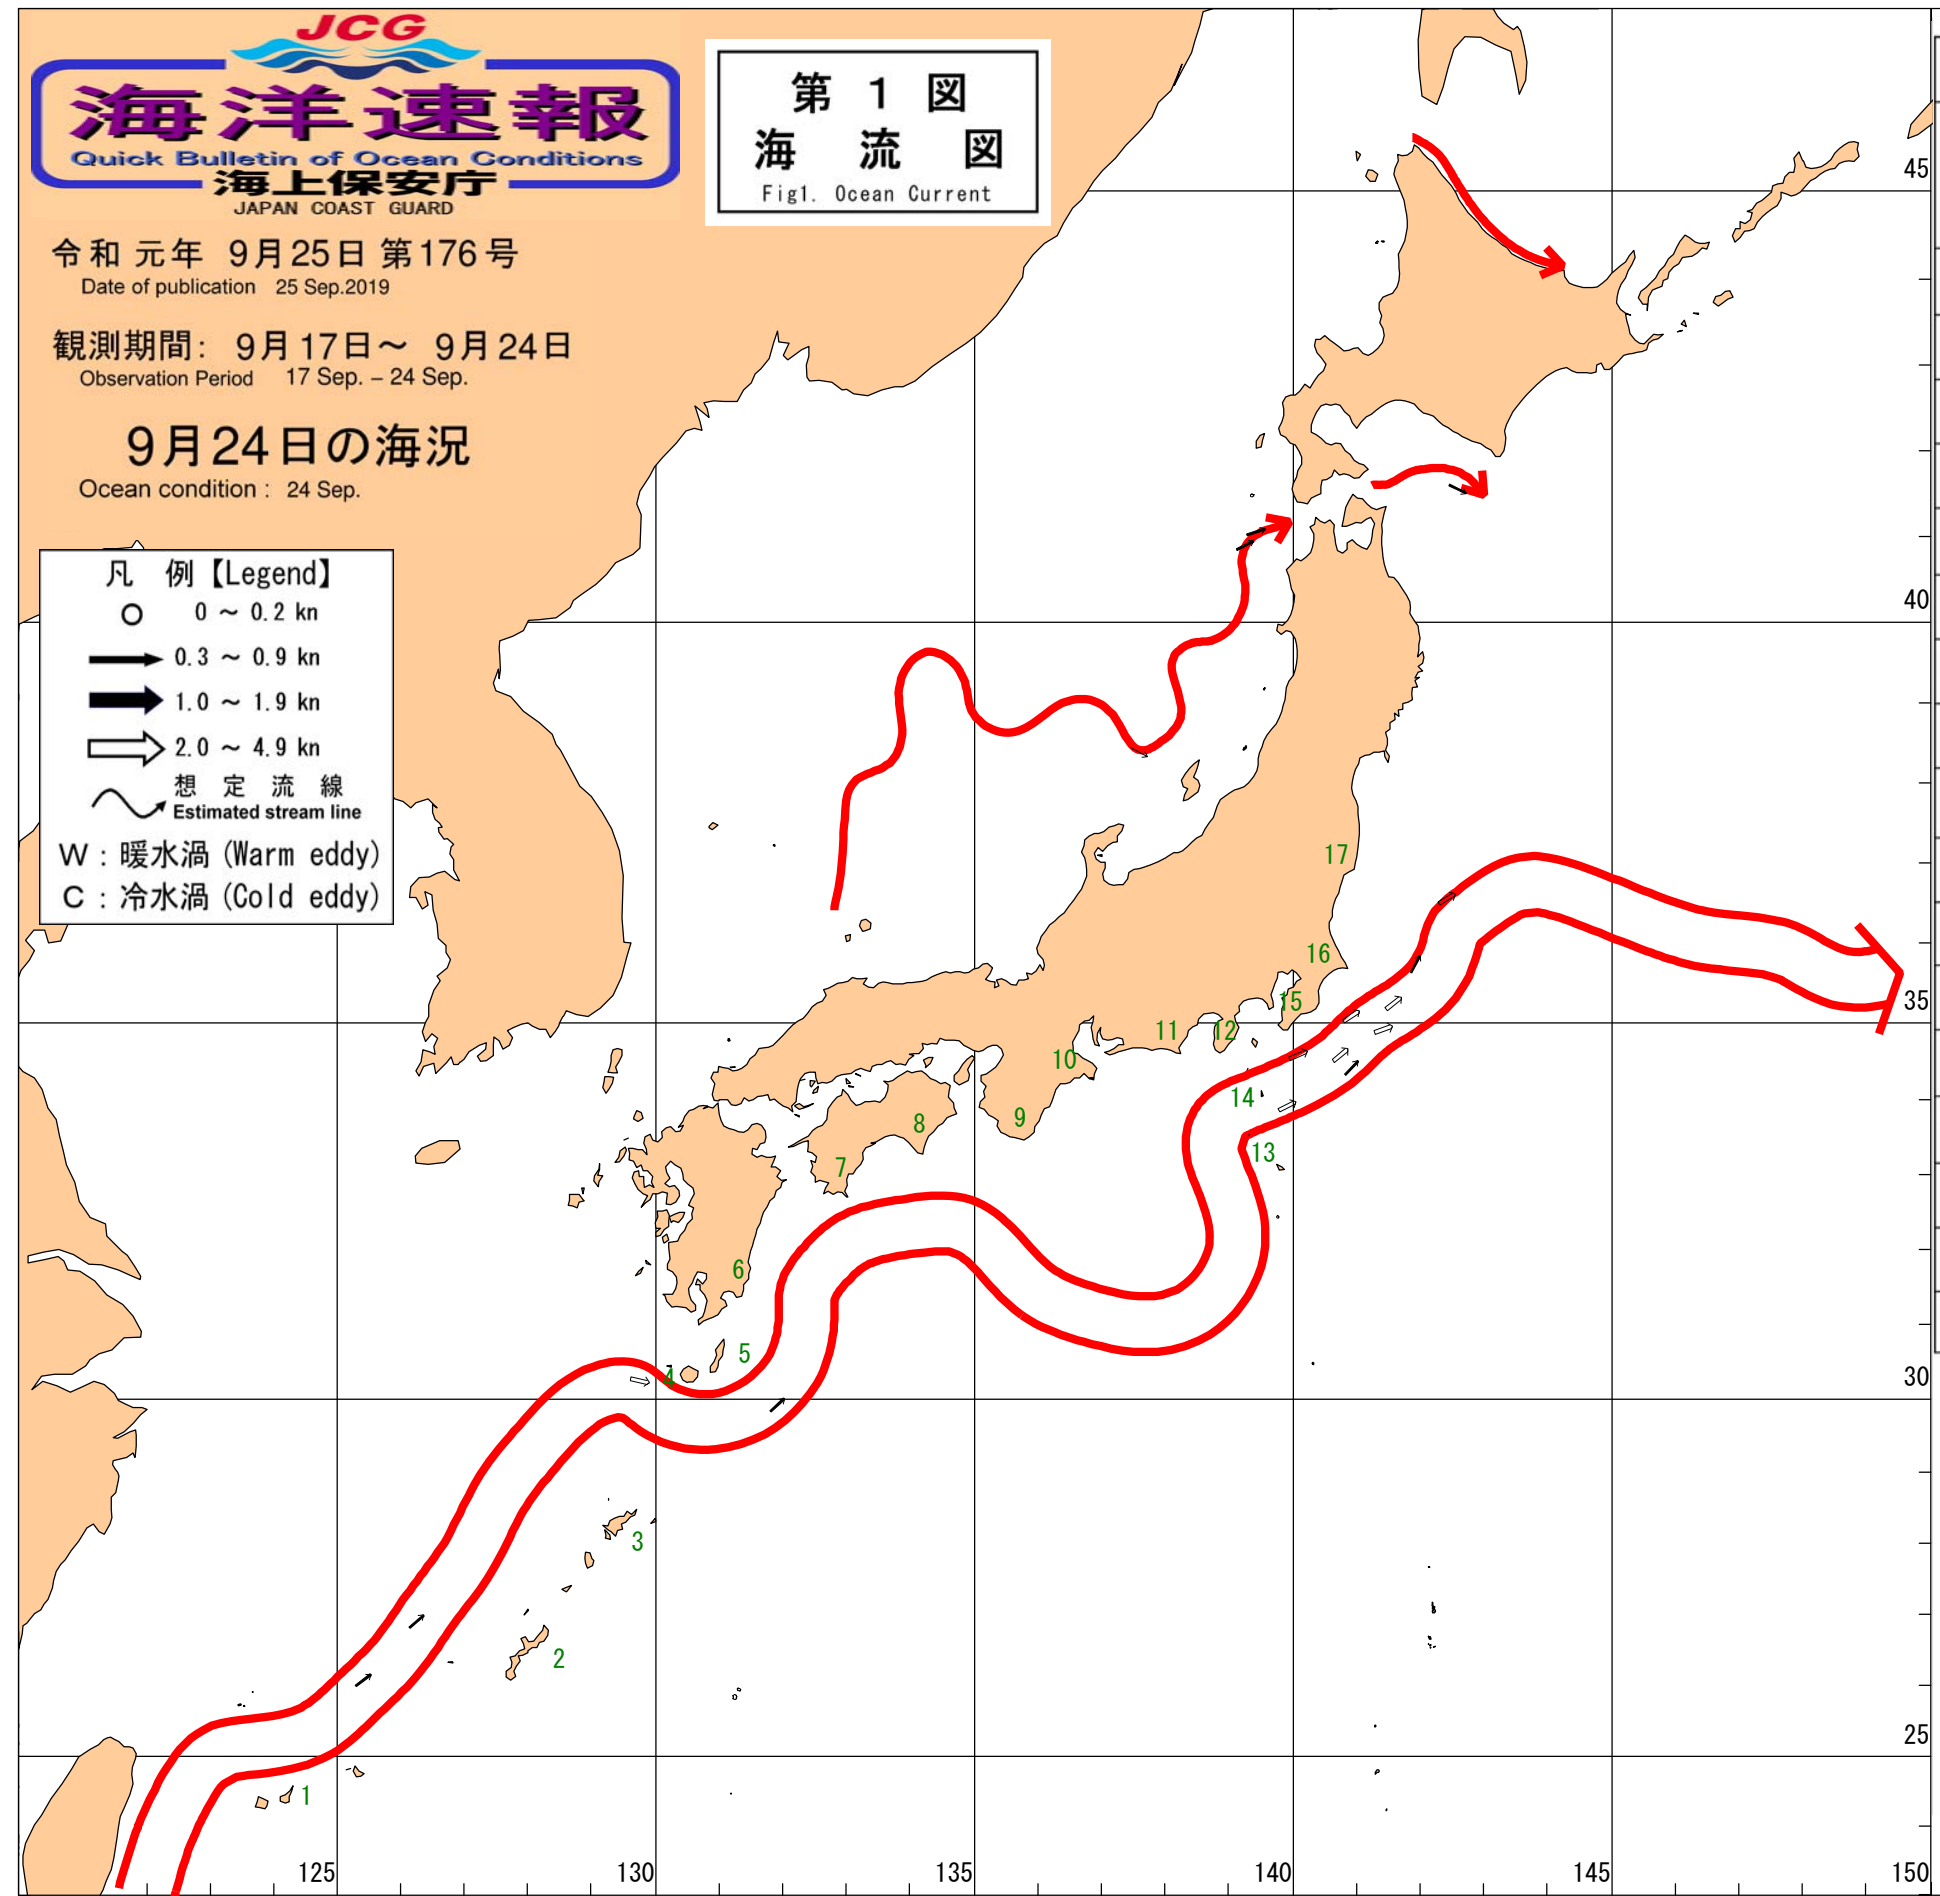 JCG
海洋速報
Quick Bulletin of Ocean Conditions
海上保安庁
JAPAN COAST GUARD
第 1 図
海 流 図
Fig1. Ocean Current
令和 元年 9月25日 第176号
Date of publication 25 Sep.2019
観測期間: 9月17日～ 9月24日
Observation Period 17 Sep. – 24 Sep.
9月24日の海況
Ocean condition : 24 Sep.
凡 例【Legend】
0 ～ 0.2 kn
0.3 ～ 0.9 kn
1.0 ～ 1.9 kn
2.0 ～ 4.9 kn
想 定 流 線
Estimated stream line
W : 暖水渦 (Warm eddy)
C : 冷水渦 (Cold eddy)
45
40
17
16
35
15
11
12
10
14
9
8
13
7
6
5
4
30
3
2
25
1
125
130
135
140
145
150